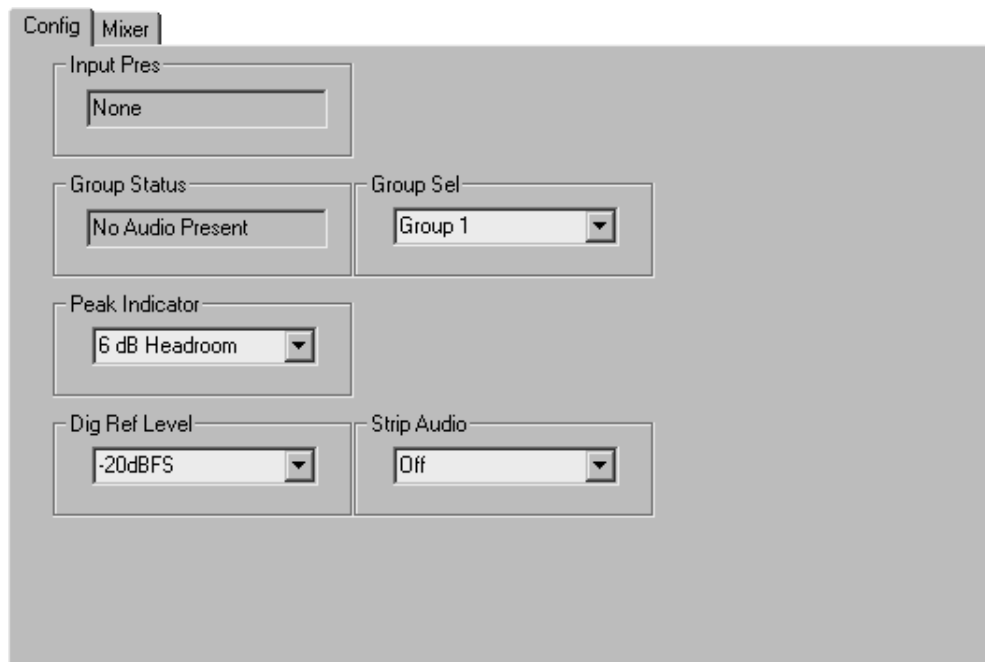 Config Mixer
Input Pres
None
Group Status Group Sel
No Audio Present Group 1
Peak Indicator
6 dB Headroom
Dig Ref Level Strip Audio
-20dBFS Off